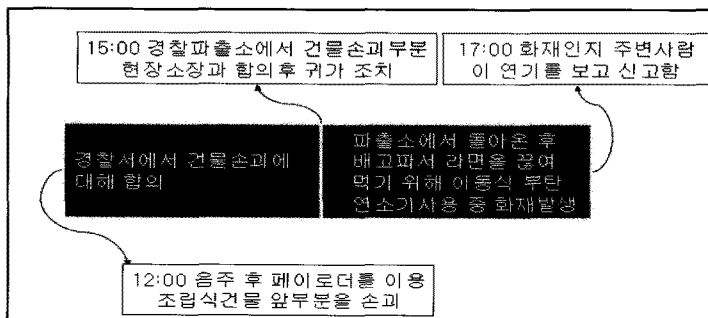 15:00 경찰파출소에서 건물손괴부분
현장소장과 합의후 귀가 조치
17:00 화재인지 주변사람
이 연기를 보고 신고함
경찰서에서 건물손괴에
대해 합의
파출소에서 돌아온 후
배고파서 라면을 끓여
먹기 위해 이동식 부탄
연소기사용 중 화재발생
12:00 음주 후 페이로더를 이용
조립식건물 앞부분을 손괴